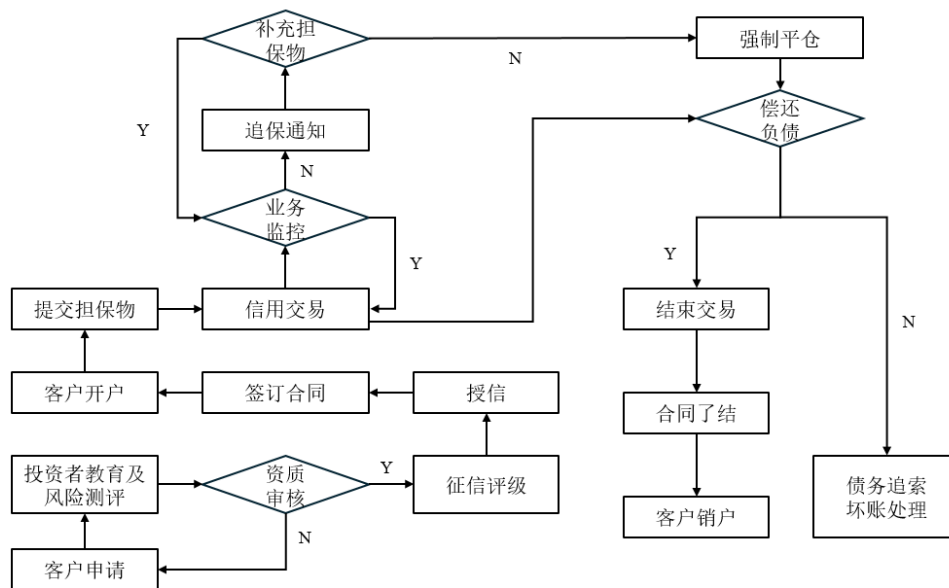 补充担
保物
N
强制平仓
偿还
负债
Y
追保通知
N
业务
监控
Y
Y
提交担保物
信用交易
结束交易
N
客户开户
签订合同
授信
合同了结
投资者教育及
风险测评
资质
审核
Y
征信评级
债务追索
坏账处理
客户销户
N
客户申请